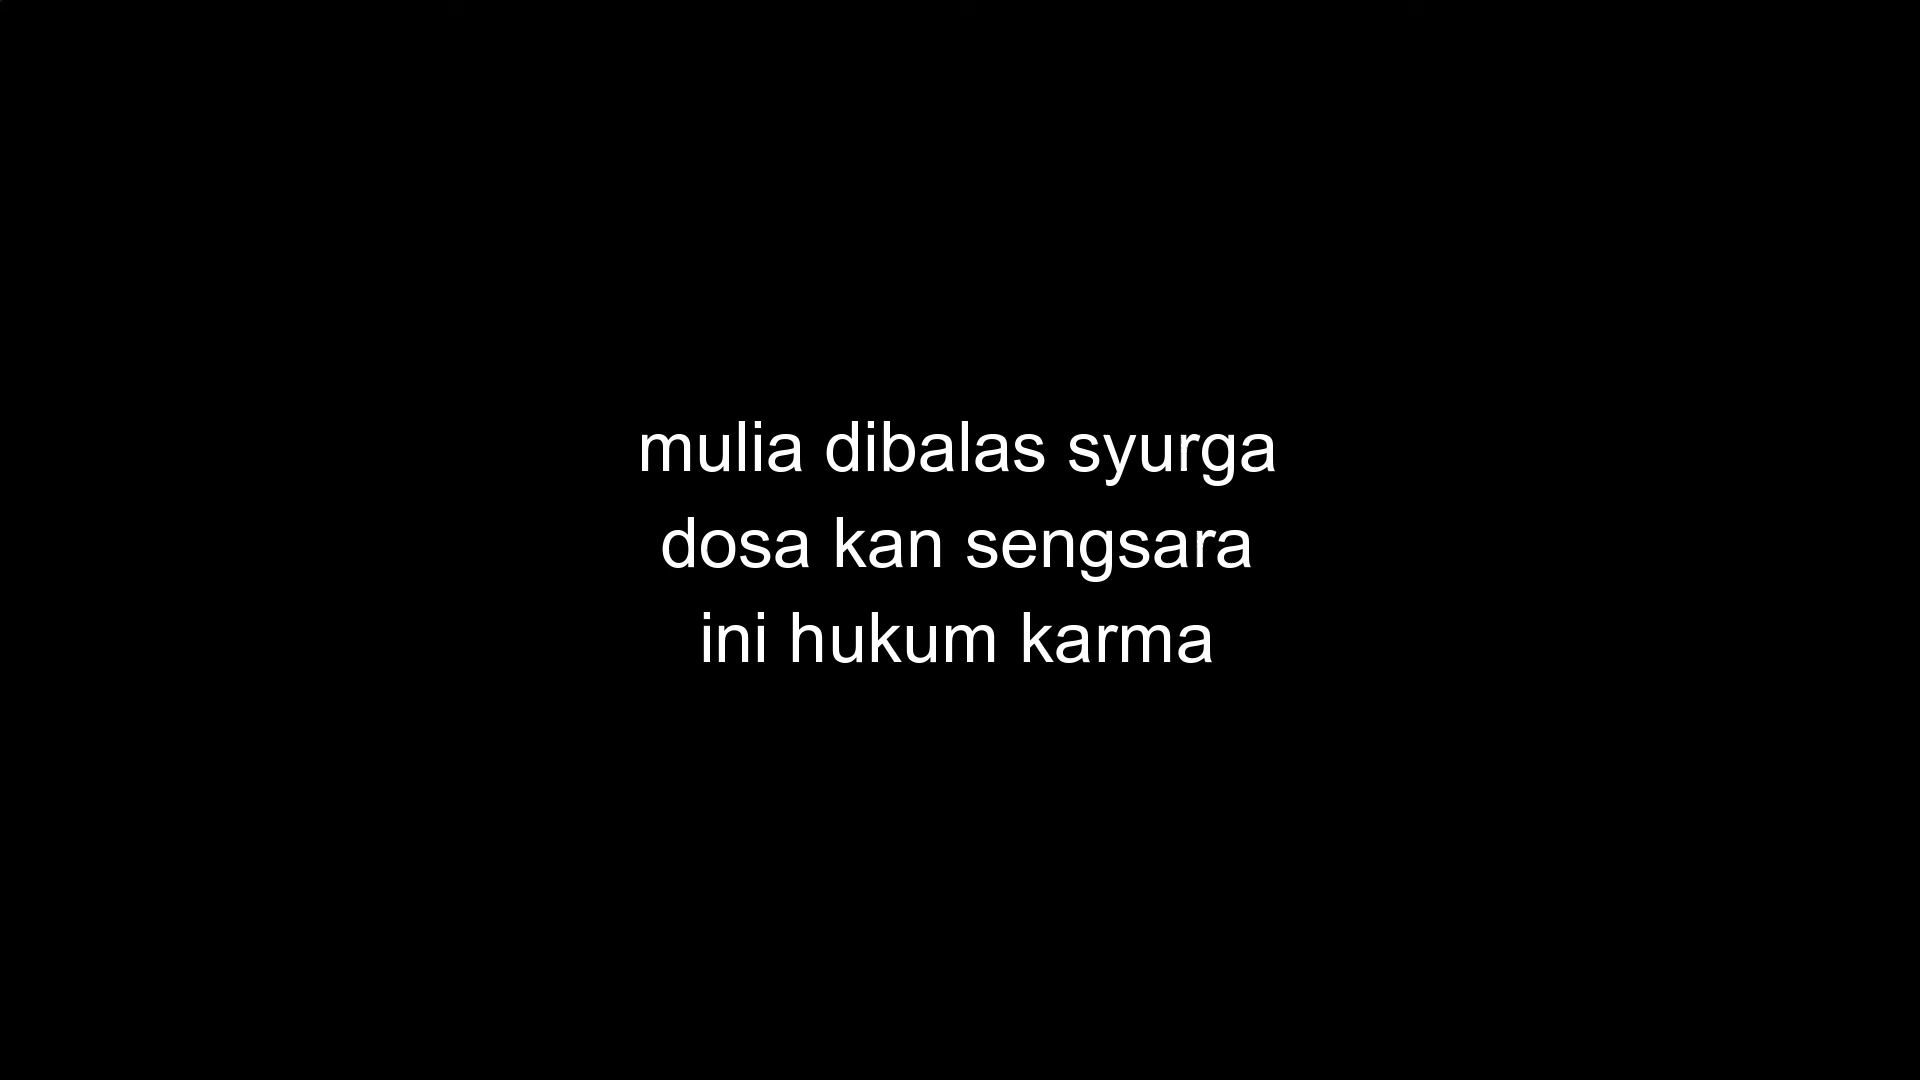 mulia dibalas syurga
dosa kan sengsara
ini hukum karma